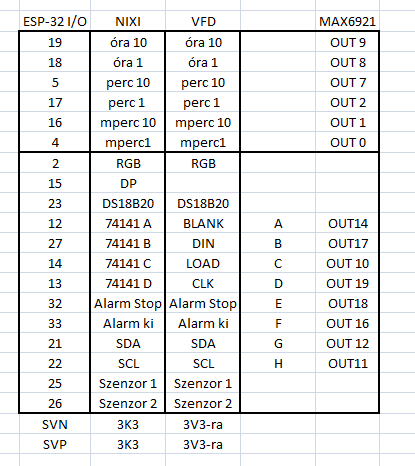 ESP-32 I/O NIXI VFD MAX6921
19 óra 10 óra 10 OUT 9
18 óra 1 óra 1 OUT 8
5 perc 10 perc 10 OUT 7
17 perc 1 perc 1 OUT 2
16 mperc 10 mperc 10 OUT 1
4 mperc1 mperc1 OUT 0
2 RGB RGB
15 DP
23 DS18B20 DS18B20
12 74141 A BLANK A OUT14
27 74141 B DIN B OUT17
14 74141 C LOAD C OUT 10
13 74141 D CLK D OUT 19
32 Alarm Stop Alarm Stop E OUT18
33 Alarm ki Alarm ki F OUT 16
21 SDA SDA G OUT 12
22 SCL SCL H OUT11
25 Szenzor 1 Szenzor 1
26 Szenzor 2 Szenzor 2
SVN 3K3 3V3-ra
SVP 3K3 3V3-ra